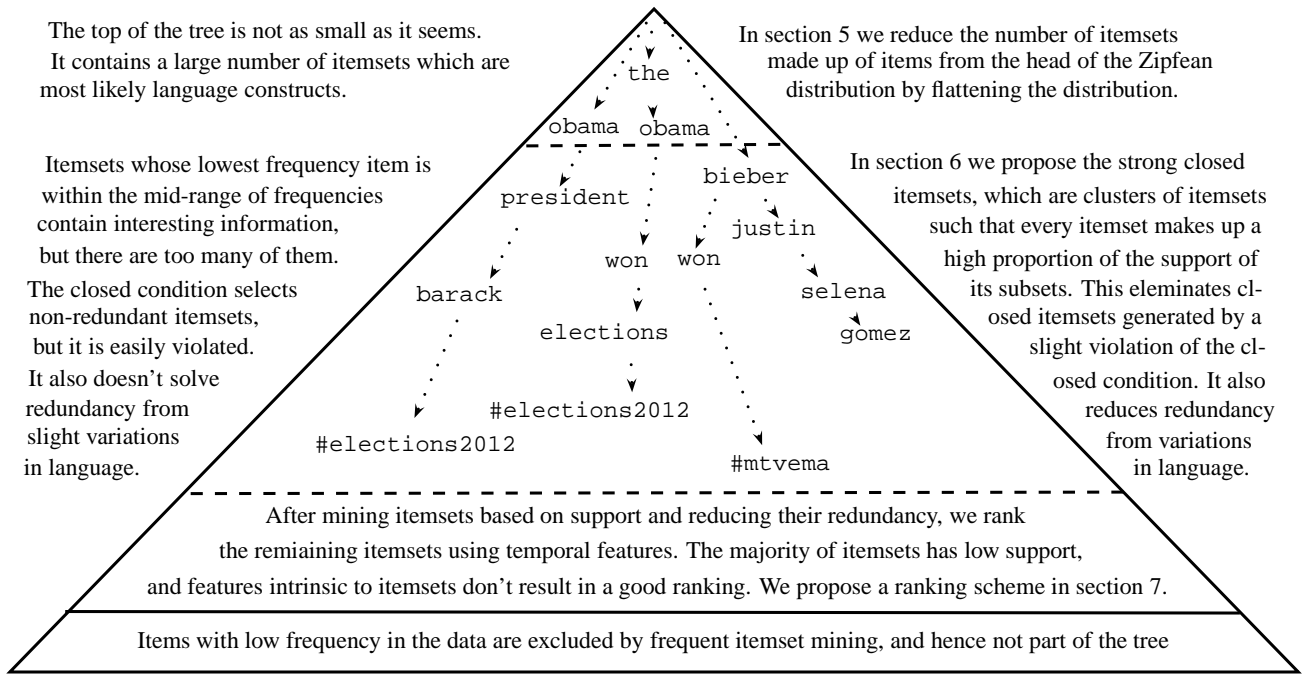 The top of the tree is not as small as it seems.
It contains a large number of itemsets which are
most likely language constructs.
In section 5 we reduce the number of itemsets
made up of items from the head of the Zipfean
distribution by flattening the distribution.
the
obama
obama
Itemsets whose lowest frequency item is
within the mid-range of frequencies
contain interesting information,
but there are too many of them.
The closed condition selects
non-redundant itemsets,
but it is easily violated.
It also doesn't solve
redundancy from
slight variations
in language.
bieber
president
justin
won
won
barack
selena
elections
gomez
#elections2012
#elections2012
#mtvema
In section 6 we propose the strong closed
itemsets, which are clusters of itemsets
such that every itemset makes up a
high proportion of the support of
its subsets. This eleminates cl-
osed itemsets generated by a
slight violation of the cl-
osed condition. It also
reduces redundancy
from variations
in language.
After mining itemsets based on support and reducing their redundancy, we rank
the remiaining itemsets using temporal features. The majority of itemsets has low support,
and features intrinsic to itemsets don't result in a good ranking. We propose a ranking scheme in section 7.
Items with low frequency in the data are excluded by frequent itemset mining, and hence not part of the tree